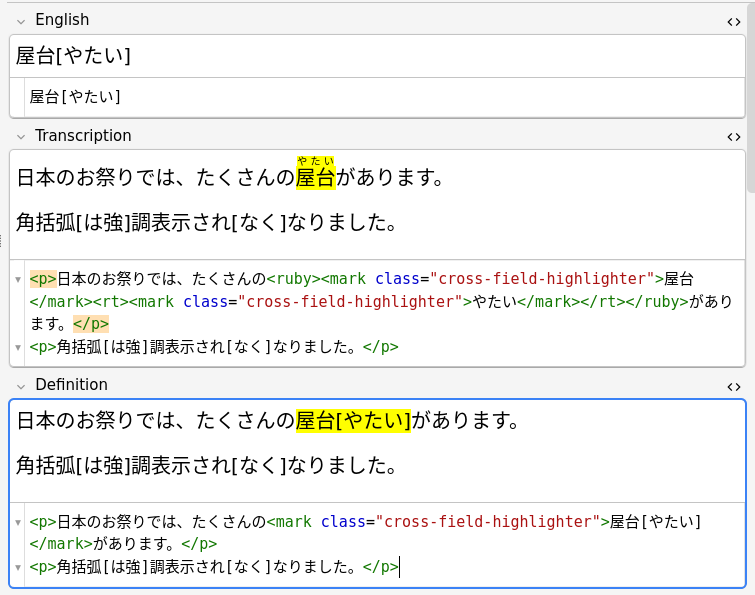 English
屋台[やたい]
屋台[やたい]
Transcription
やたい
日本のお祭りでは、たくさんの屋台があります。
角括弧[は強]調表示され[なく]なりました。
<p>日本のお祭りでは、たくさんの<ruby><mark class="cross-field-highlighter">屋台
</mark><rt><mark class="cross-field-highlighter">やたい</mark></rt></ruby>があり
ます。</p>
<p>角括弧[は強]調表示され[なく]なりました。</p>
Definition
日本のお祭りでは、たくさんの屋台[やたい]があります。
角括弧[は強]調表示され[なく]なりました。
<p>日本のお祭りでは、たくさんの<mark class="cross-field-highlighter">屋台[やたい]
</mark>があります。</p>
<p>角括弧[は強]調表示され[なく]なりました。</p>